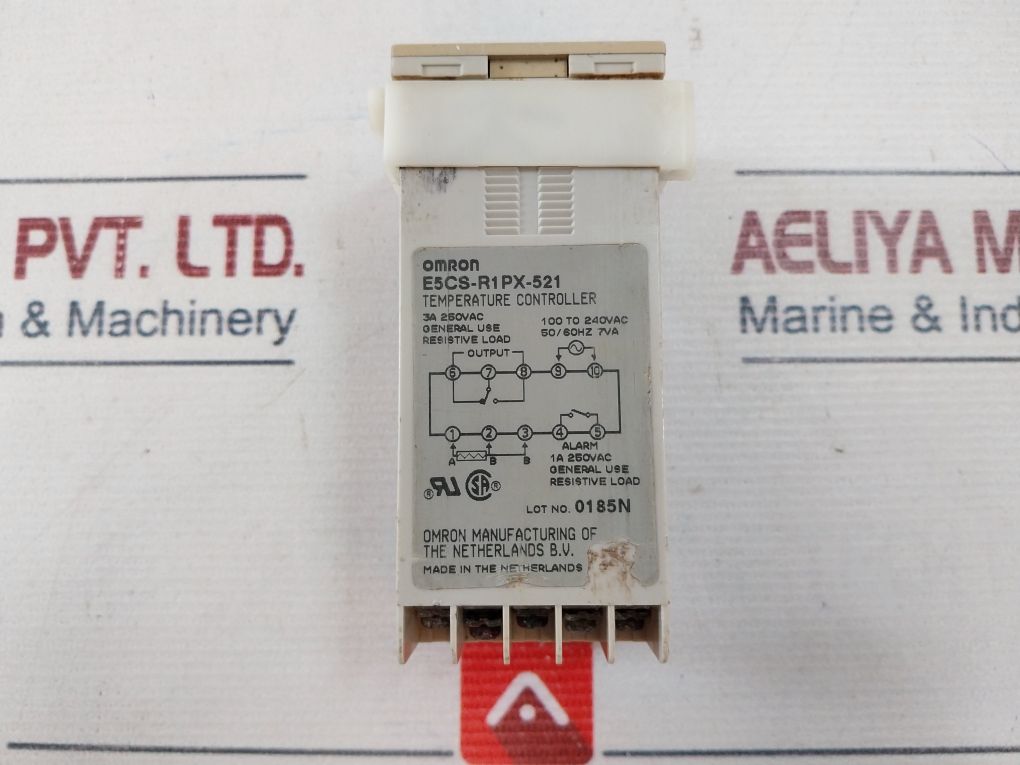 PVT. LTD.
& Machinery
AELIYA M
Marine & Ind
OMRON
E5CS-R1PX-521
TEMPERATURE CONTROLLER
3A 250VAC
GENERAL USE
RESISTIVE LOAD
100 TO 240VAC
50/60HZ 7VA
OUTPUT
6 7 8 9 10
1 2 3 4 5
A B B
ALARM
1A 250VAC
GENERAL USE
RESISTIVE LOAD
LOT NO. 0185N
OMRON MANUFACTURING OF
THE NETHERLANDS B.V.
MADE IN THE NETHERLANDS